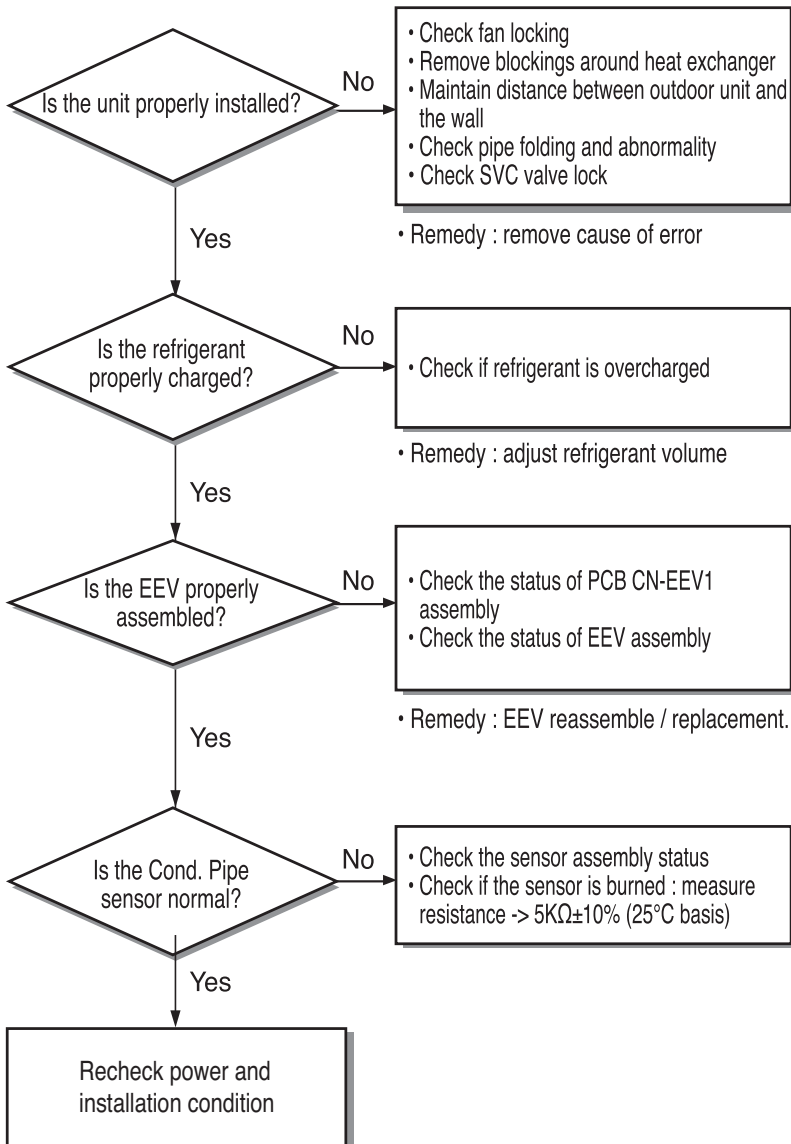 Is the unit properly installed?
No
• Check fan locking
• Remove blockings around heat exchanger
• Maintain distance between outdoor unit and
the wall
• Check pipe folding and abnormality
• Check SVC valve lock
• Remedy : remove cause of error
Yes
Is the refrigerant
properly charged?
No
• Check if refrigerant is overcharged
• Remedy : adjust refrigerant volume
Yes
Is the EEV properly
assembled?
No
• Check the status of PCB CN-EEV1
assembly
• Check the status of EEV assembly
• Remedy : EEV reassemble / replacement.
Yes
Is the Cond. Pipe
sensor normal?
No
• Check the sensor assembly status
• Check if the sensor is burned : measure
resistance -> 5KΩ±10% (25°C basis)
Yes
Recheck power and
installation condition